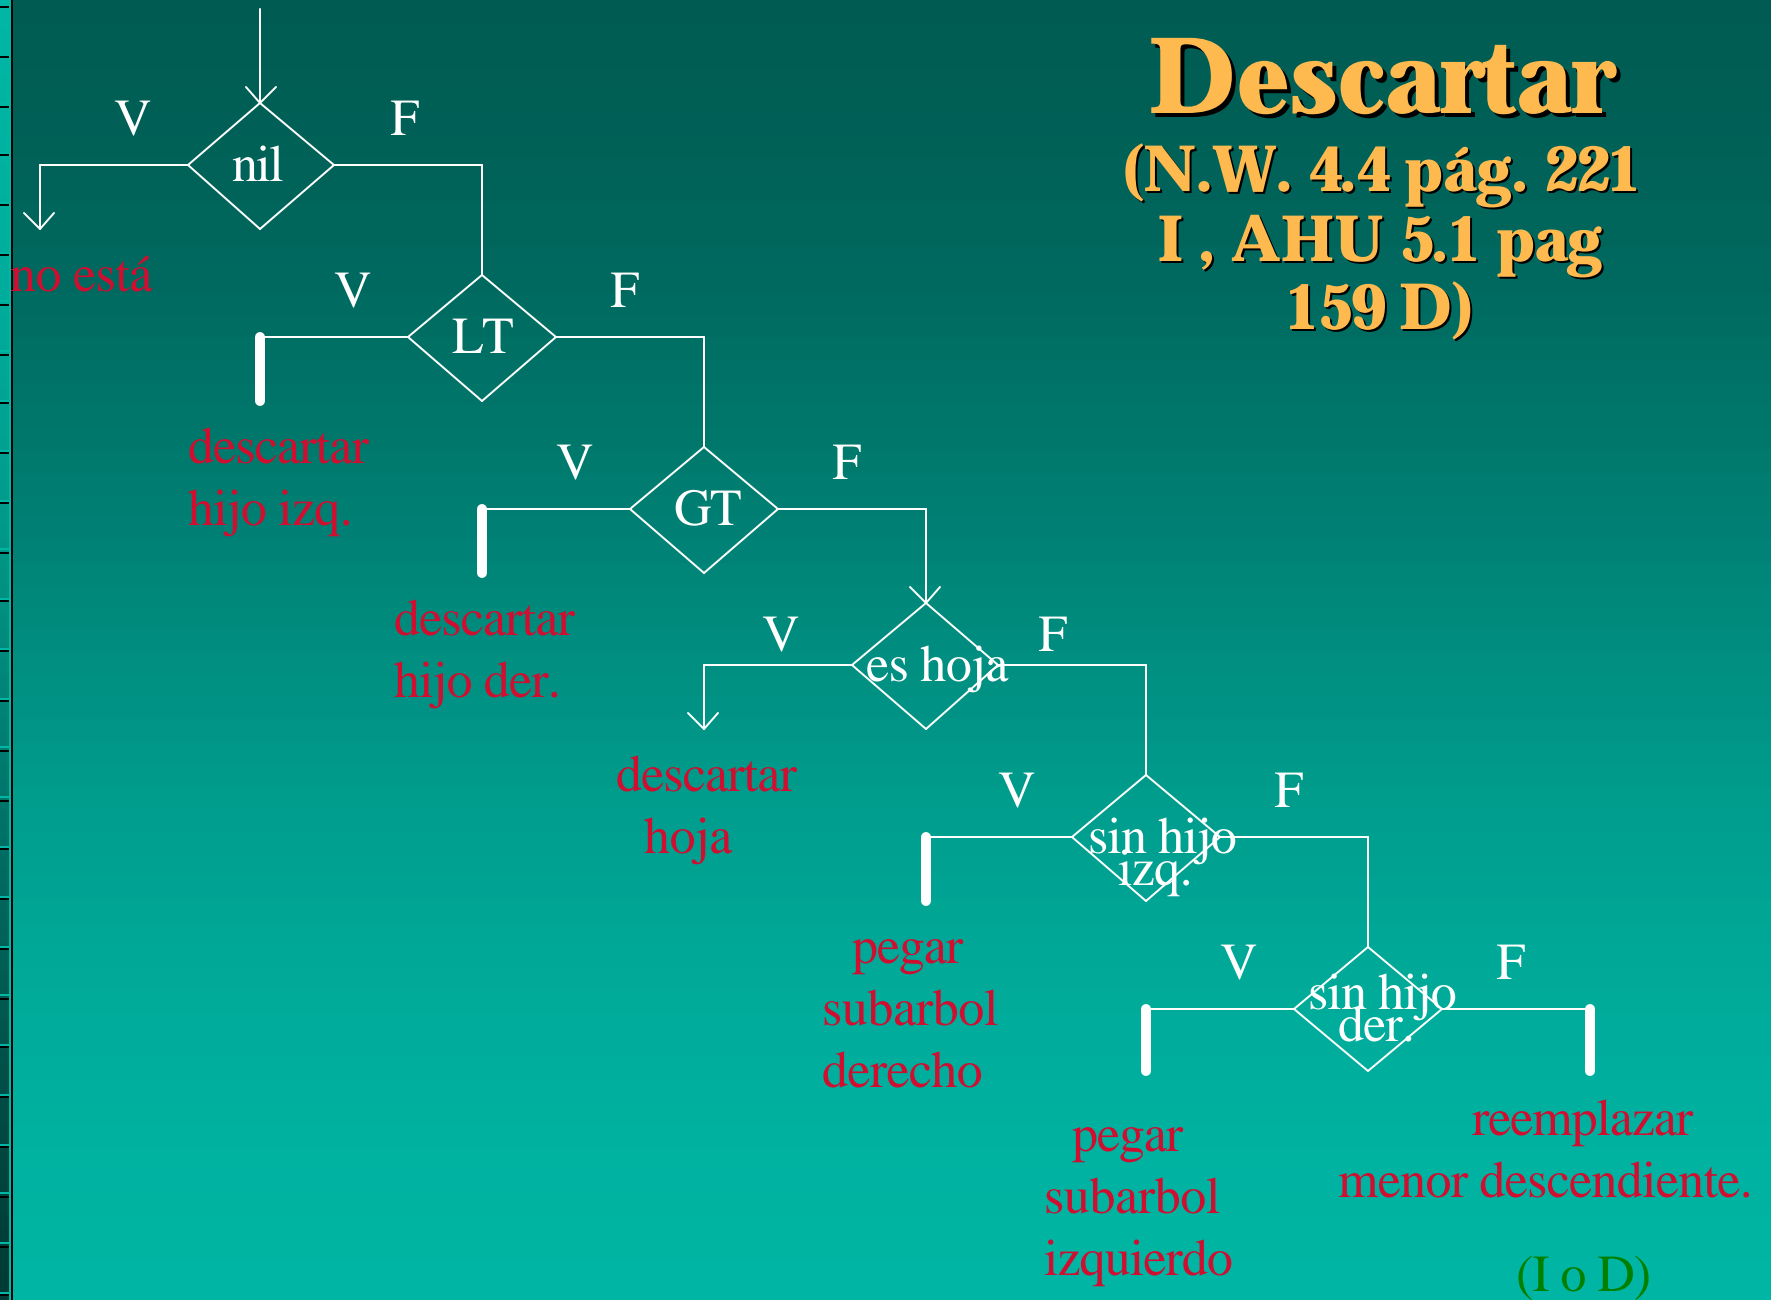 Descartar
(N.W. 4.4 pág. 221
I , AHU 5.1 pag
159 D)
V
F
nil
no está
V
F
LT
descartar
hijo izq.
V
F
GT
descartar
hijo der.
V
F
es hoja
descartar
hoja
V
F
sin hijo
izq.
pegar
subarbol
derecho
V
F
sin hijo
der.
pegar
subarbol
izquierdo
reemplazar
menor descendiente.
(I o D)